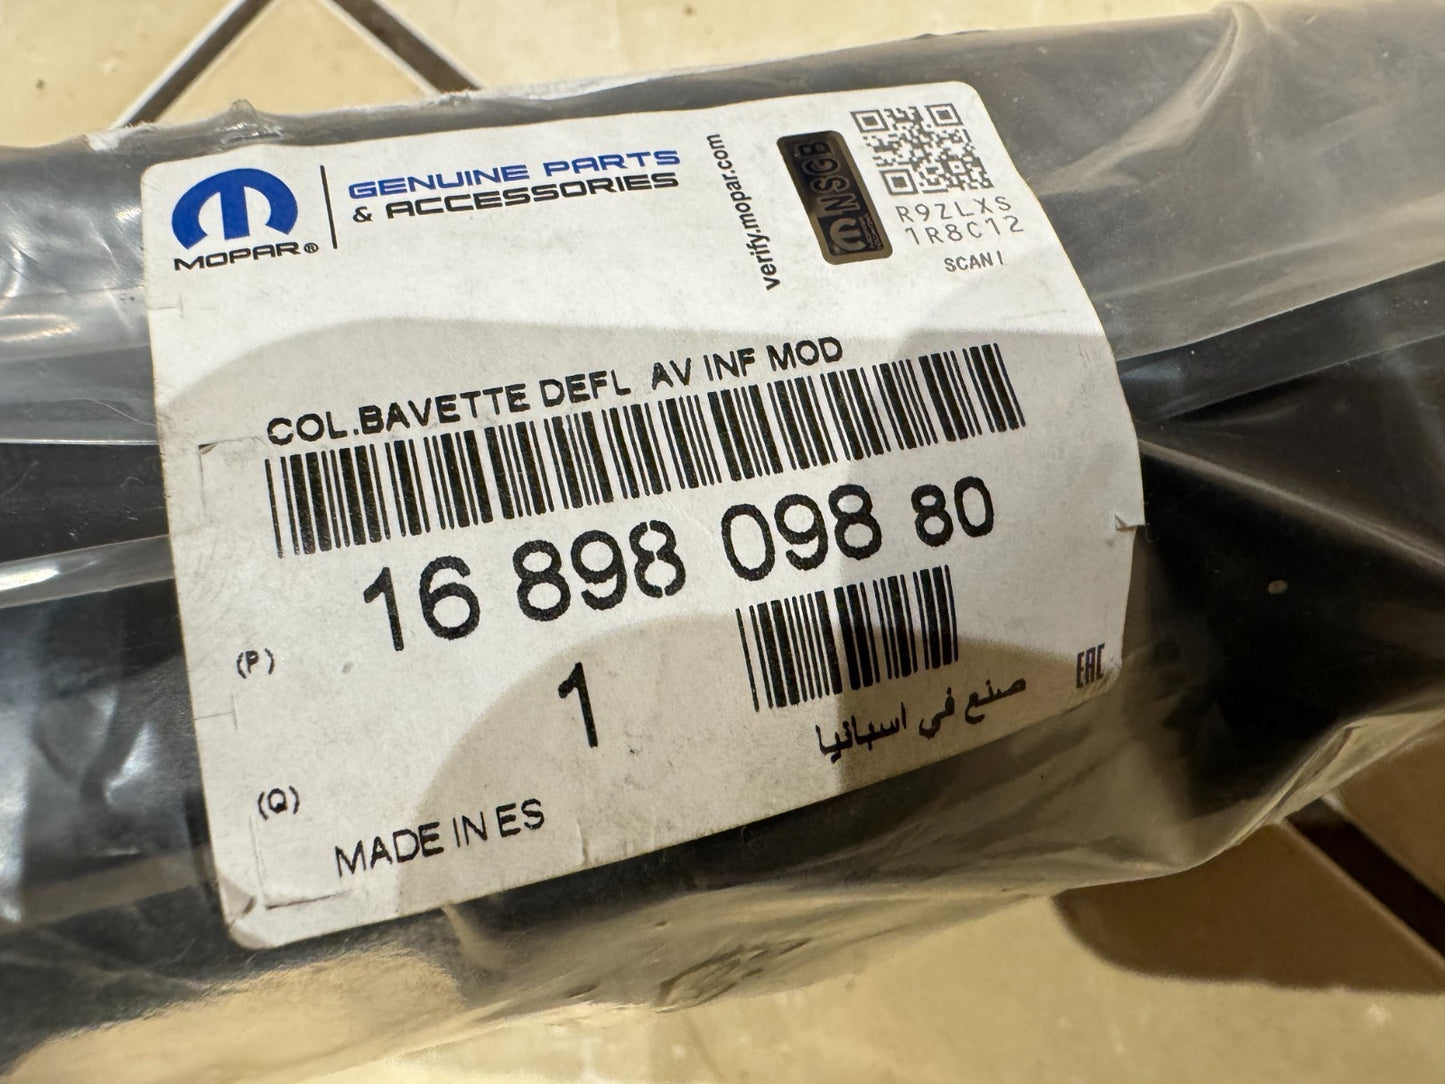 MOPAR®
GENUINE PARTS
& ACCESSORIES
verify.mopar.com
NSGB
R9ZLXS
1R8C12
SCAN!
COL.BAVETTE DEFL AV INF MOD
16 898 098 80
(P)
1
(Q)
صنع في اسبانيا
EAC
MADE IN ES